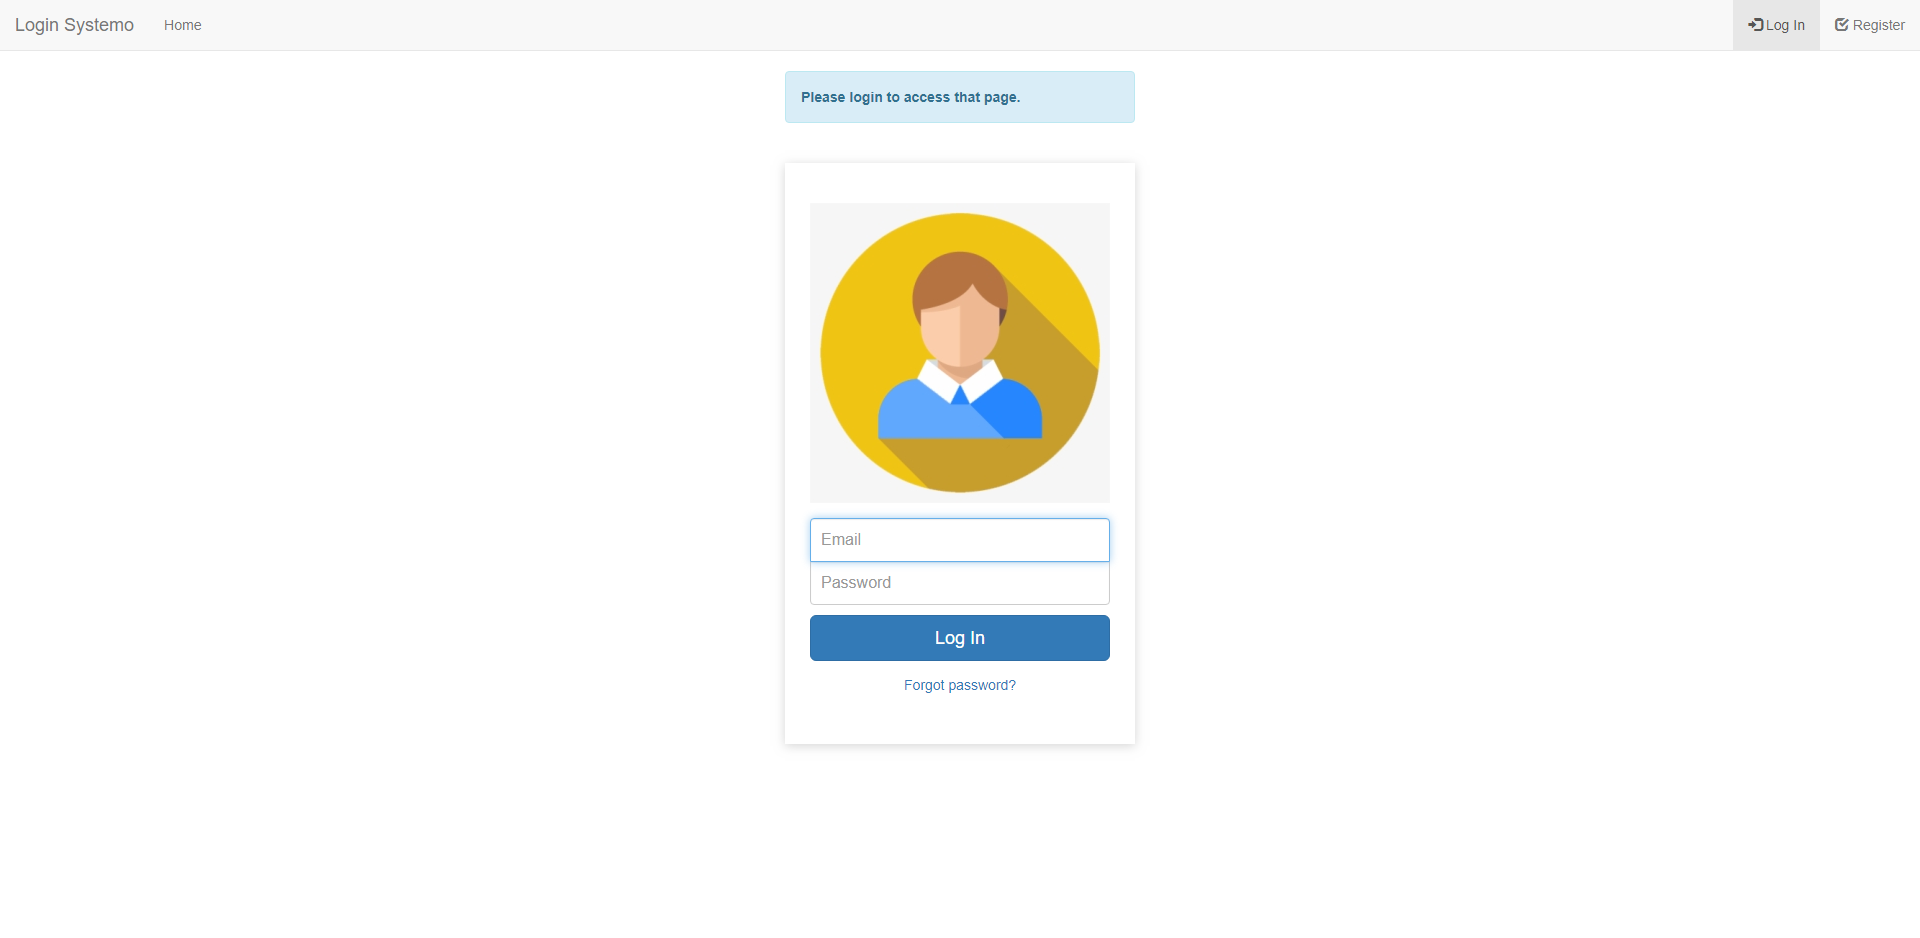 Login Systemo Home Log In Register
Please login to access that page.
Email
Password
Log In
Forgot password?